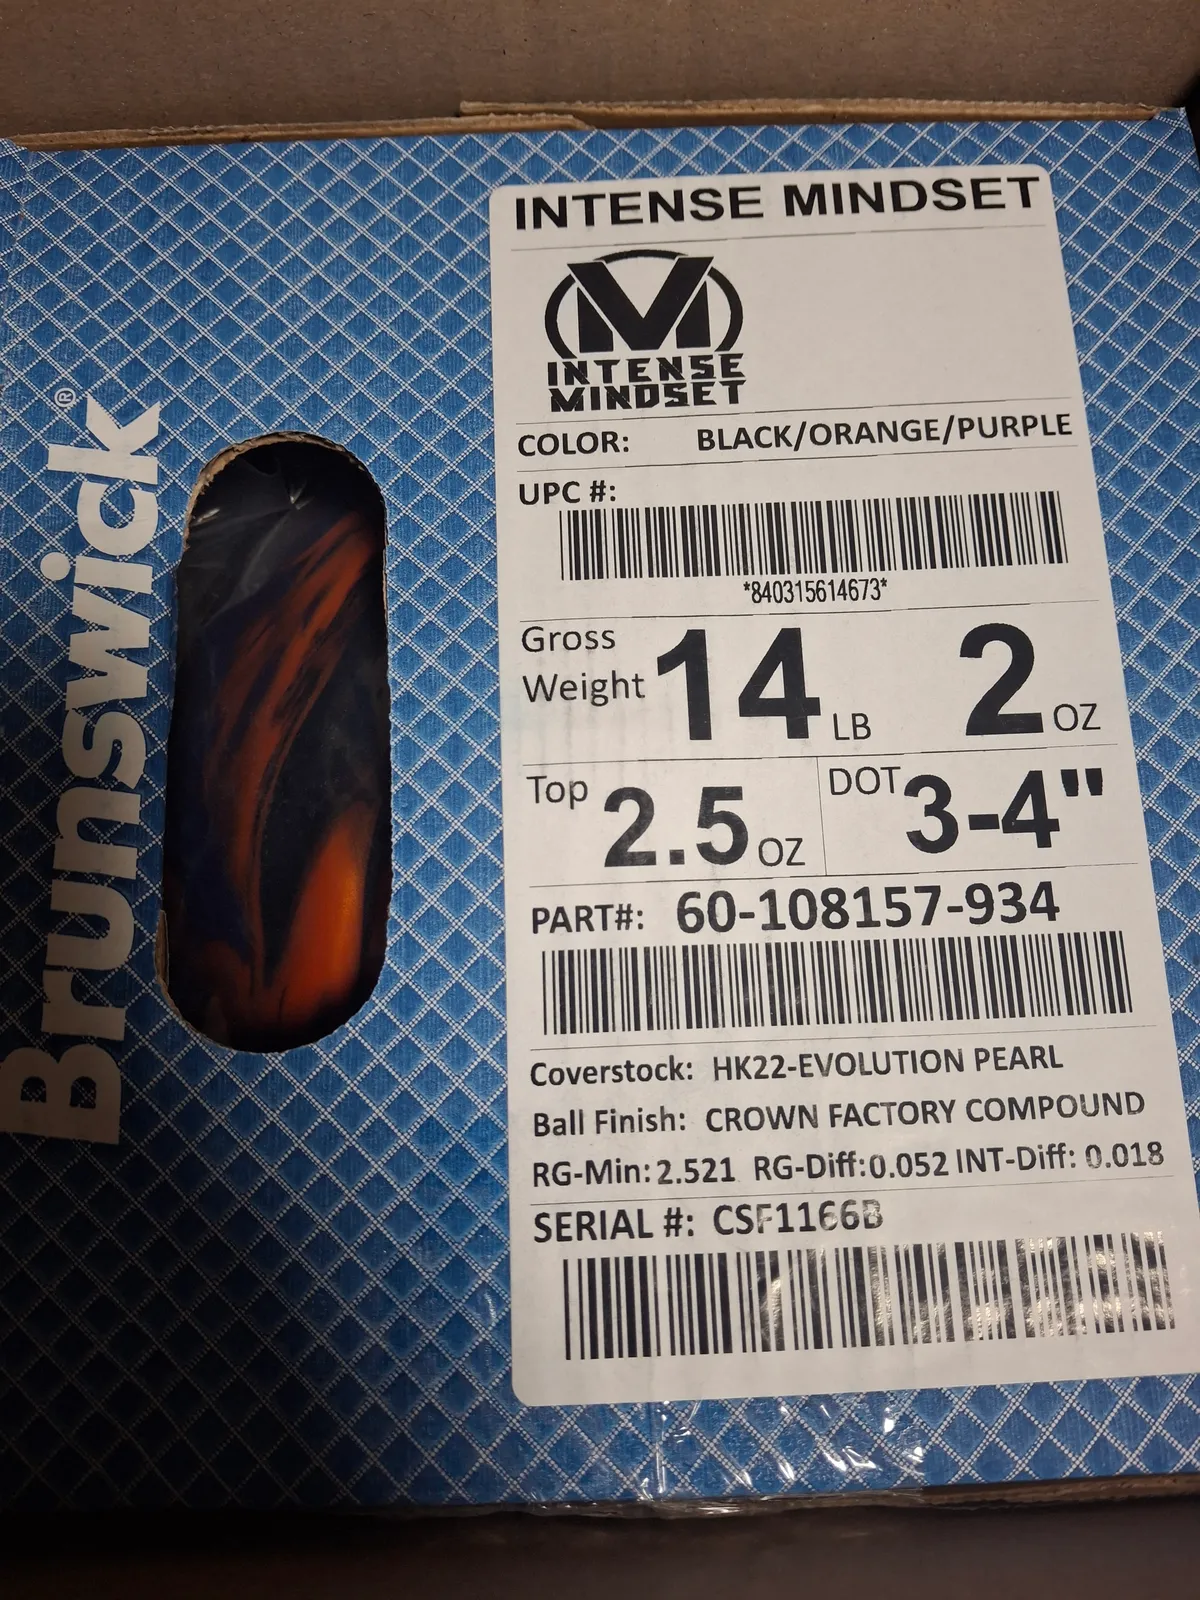 Brunswick®
INTENSE MINDSET
INTENSE
MINDSET
COLOR: BLACK/ORANGE/PURPLE
UPC #:
*840315614673*
Gross
Weight 14 LB 2 OZ
Top 2.5 OZ DOT 3-4"
PART#: 60-108157-934
Coverstock: HK22-EVOLUTION PEARL
Ball Finish: CROWN FACTORY COMPOUND
RG-Min: 2.521 RG-Diff: 0.052 INT-Diff: 0.018
SERIAL #: CSF1166B